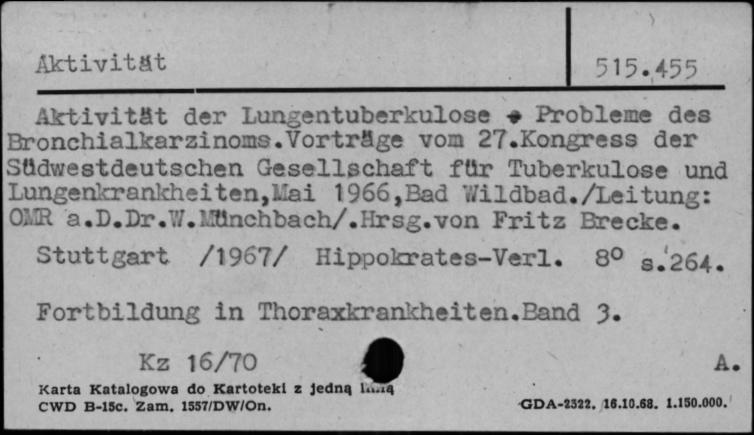 Aktivität
515.455
Aktivität der Lungentuberkulose + Probleme des
Bronchialkarzinoms.Vorträge vom 27.Kongress der
Südwestdeutschen Gesellschaft für Tuberkulose und
Lungenkrankheiten,Mai 1966,Bad Wildbad./Leitung:
OMR a.D.Dr.W.Münchbach/.Hrsg.von Fritz Brecke.
Stuttgart /1967/ Hippokrates-Verl. 8° s.264.
Fortbildung in Thoraxkrankheiten.Band 3.
Kz 16/70 A.
Karta Katalogowa do Kartoteki z jedną linią
CWD B-15c. Zam. 1557/DW/On. GDA-2322. 16.10.68. 1.150.000.